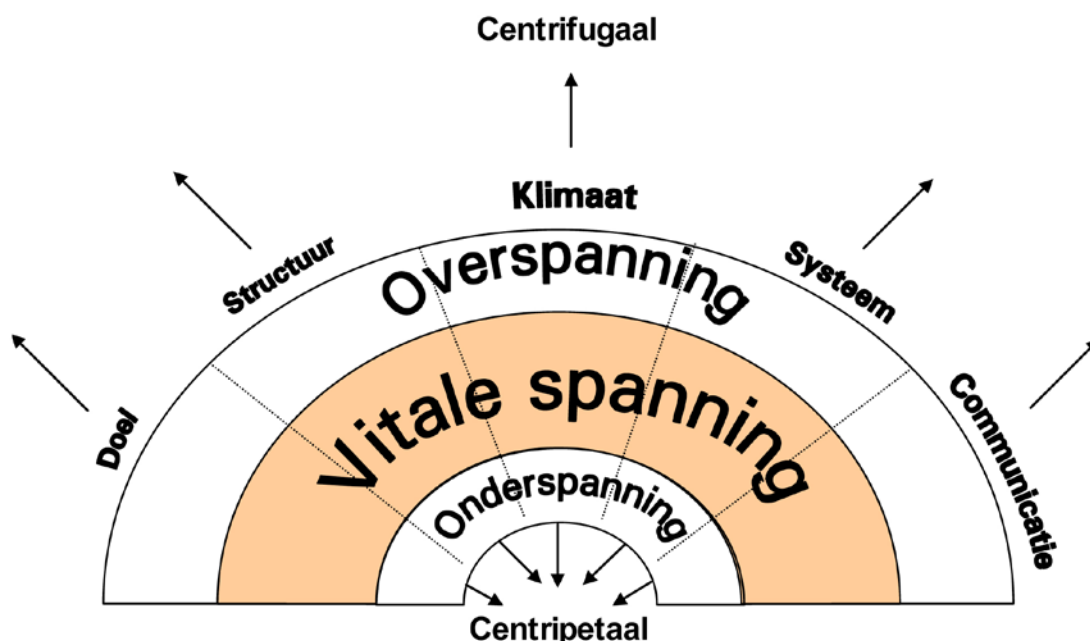 Centrifugaal
Klimaat
Structuur
Systeem
Doel
Communicatie
Overspanning
Vitale spanning
Onderspanning
Centripetaal